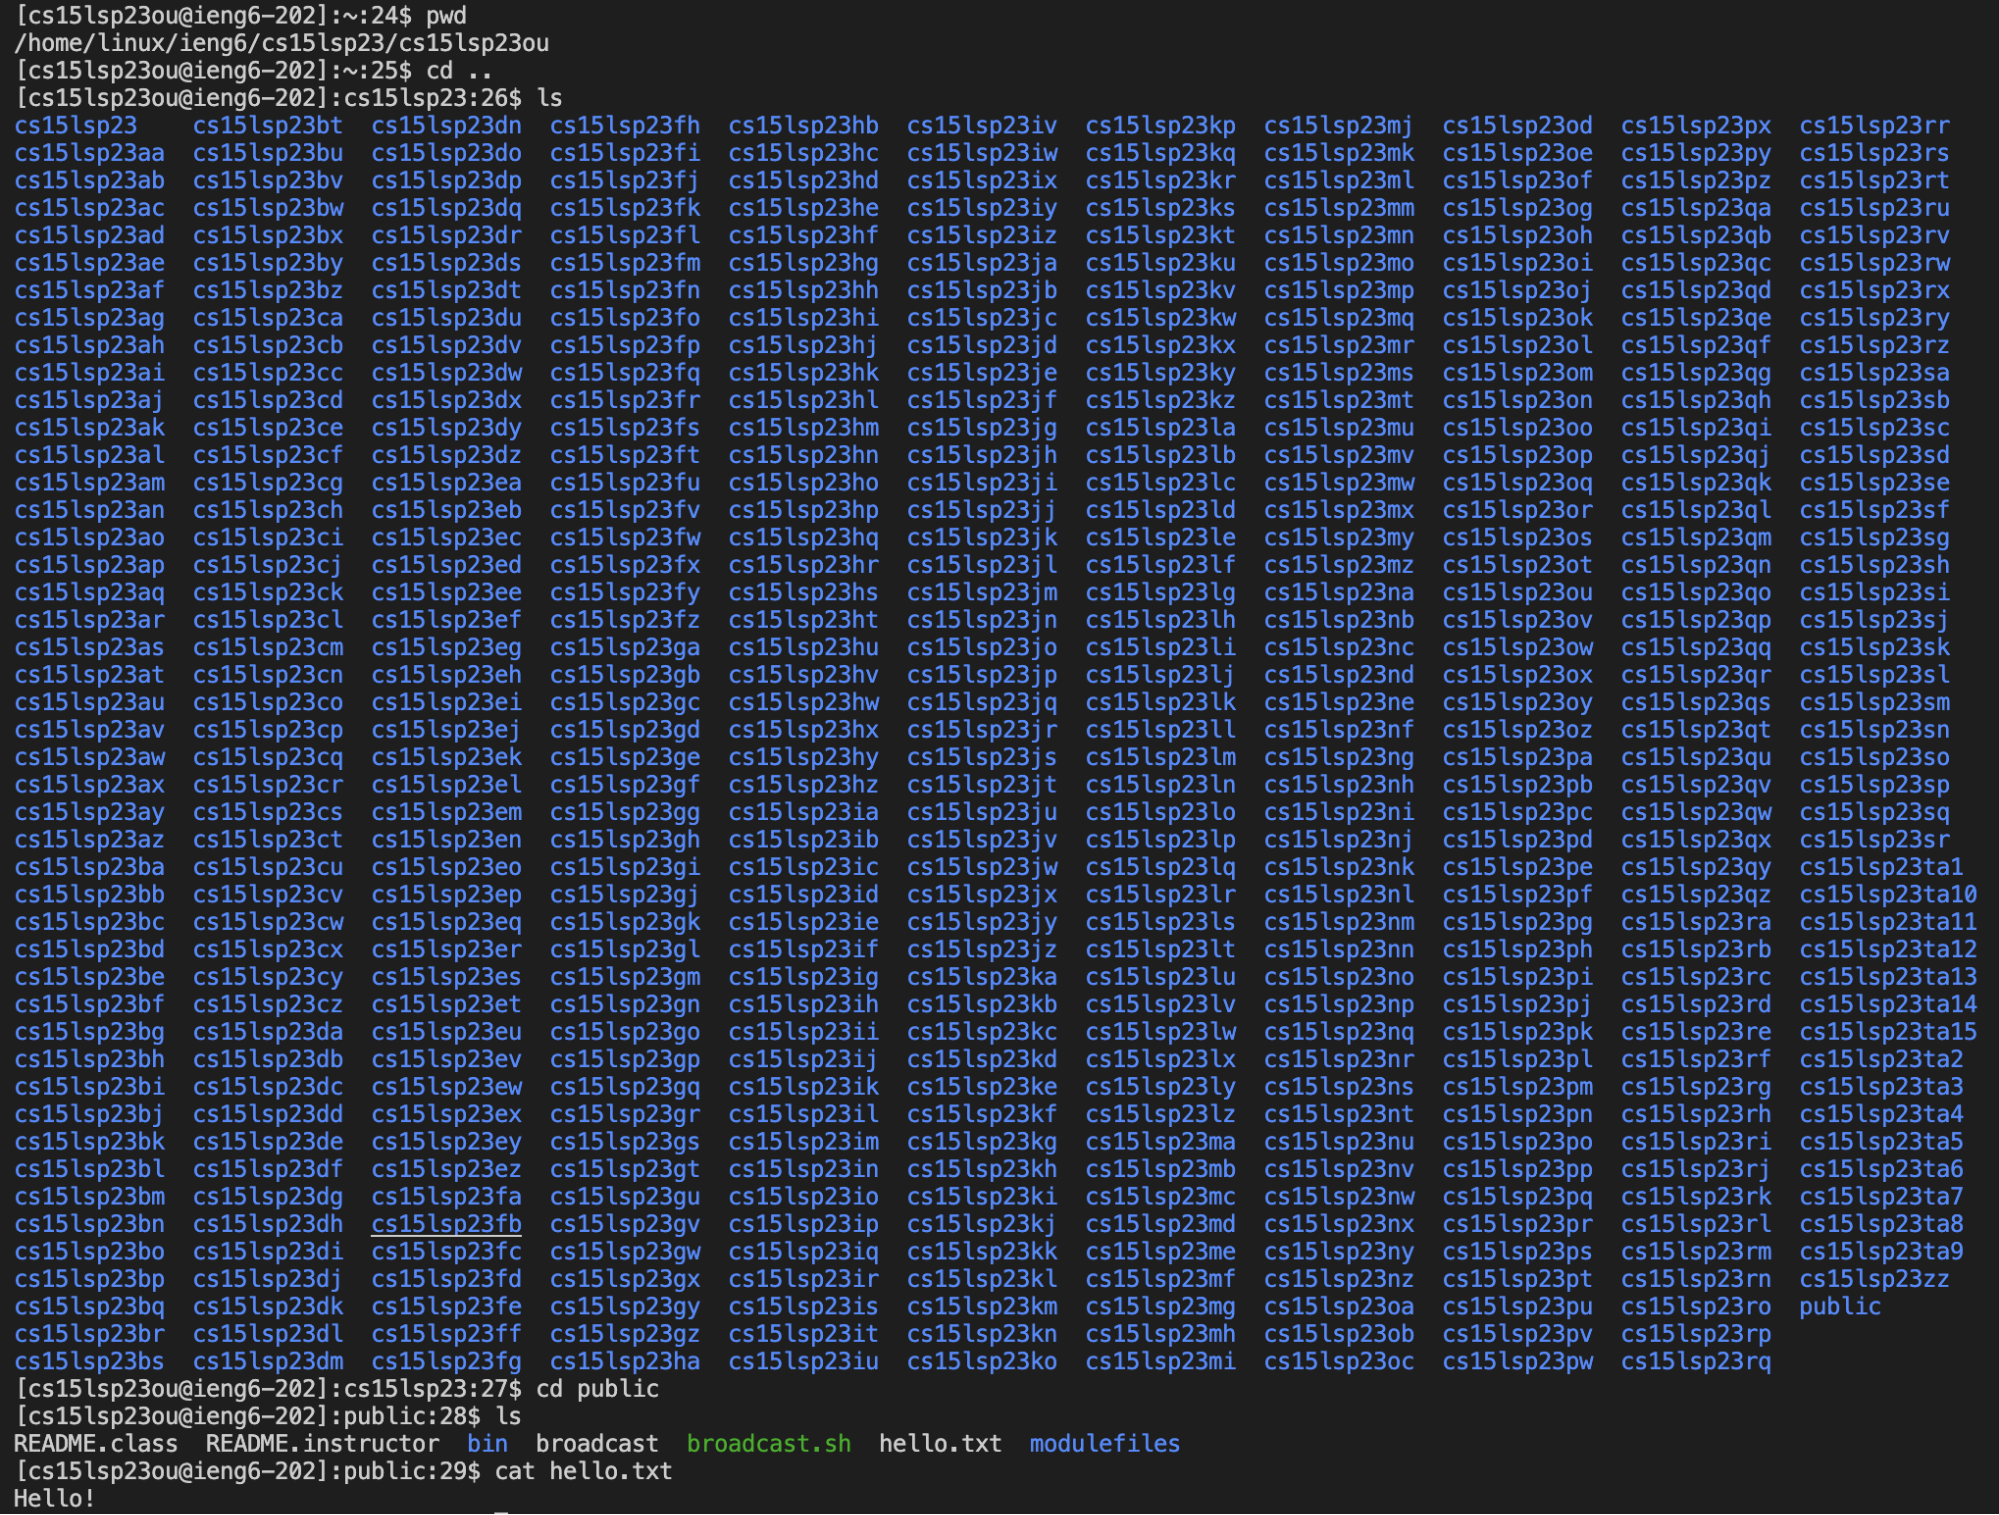 [cs15lsp23ou@ieng6-202]:~:24$ pwd
/home/linux/ieng6/cs15lsp23/cs15lsp23ou
[cs15lsp23ou@ieng6-202]:~:25$ cd ..
[cs15lsp23ou@ieng6-202]:cs15lsp23:26$ ls
cs15lsp23 cs15lsp23bt cs15lsp23dn cs15lsp23fh cs15lsp23hb cs15lsp23iv cs15lsp23kp cs15lsp23mj cs15lsp23od cs15lsp23px cs15lsp23rr
cs15lsp23aa cs15lsp23bu cs15lsp23do cs15lsp23fi cs15lsp23hc cs15lsp23iw cs15lsp23kq cs15lsp23mk cs15lsp23oe cs15lsp23py cs15lsp23rs
cs15lsp23ab cs15lsp23bv cs15lsp23dp cs15lsp23fj cs15lsp23hd cs15lsp23ix cs15lsp23kr cs15lsp23ml cs15lsp23of cs15lsp23pz cs15lsp23rt
cs15lsp23ac cs15lsp23bw cs15lsp23dq cs15lsp23fk cs15lsp23he cs15lsp23iy cs15lsp23ks cs15lsp23mm cs15lsp23og cs15lsp23qa cs15lsp23ru
cs15lsp23ad cs15lsp23bx cs15lsp23dr cs15lsp23fl cs15lsp23hf cs15lsp23iz cs15lsp23kt cs15lsp23mn cs15lsp23oh cs15lsp23qb cs15lsp23rv
cs15lsp23ae cs15lsp23by cs15lsp23ds cs15lsp23fm cs15lsp23hg cs15lsp23ja cs15lsp23ku cs15lsp23mo cs15lsp23oi cs15lsp23qc cs15lsp23rw
cs15lsp23af cs15lsp23bz cs15lsp23dt cs15lsp23fn cs15lsp23hh cs15lsp23jb cs15lsp23kv cs15lsp23mp cs15lsp23oj cs15lsp23qd cs15lsp23rx
cs15lsp23ag cs15lsp23ca cs15lsp23du cs15lsp23fo cs15lsp23hi cs15lsp23jc cs15lsp23kw cs15lsp23mq cs15lsp23ok cs15lsp23qe cs15lsp23ry
cs15lsp23ah cs15lsp23cb cs15lsp23dv cs15lsp23fp cs15lsp23hj cs15lsp23jd cs15lsp23kx cs15lsp23mr cs15lsp23ol cs15lsp23qf cs15lsp23rz
cs15lsp23ai cs15lsp23cc cs15lsp23dw cs15lsp23fq cs15lsp23hk cs15lsp23je cs15lsp23ky cs15lsp23ms cs15lsp23om cs15lsp23qg cs15lsp23sa
cs15lsp23aj cs15lsp23cd cs15lsp23dx cs15lsp23fr cs15lsp23hl cs15lsp23jf cs15lsp23kz cs15lsp23mt cs15lsp23on cs15lsp23qh cs15lsp23sb
cs15lsp23ak cs15lsp23ce cs15lsp23dy cs15lsp23fs cs15lsp23hm cs15lsp23jg cs15lsp23la cs15lsp23mu cs15lsp23oo cs15lsp23qi cs15lsp23sc
cs15lsp23al cs15lsp23cf cs15lsp23dz cs15lsp23ft cs15lsp23hn cs15lsp23jh cs15lsp23lb cs15lsp23mv cs15lsp23op cs15lsp23qj cs15lsp23sd
cs15lsp23am cs15lsp23cg cs15lsp23ea cs15lsp23fu cs15lsp23ho cs15lsp23ji cs15lsp23lc cs15lsp23mw cs15lsp23oq cs15lsp23qk cs15lsp23se
cs15lsp23an cs15lsp23ch cs15lsp23eb cs15lsp23fv cs15lsp23hp cs15lsp23jj cs15lsp23ld cs15lsp23mx cs15lsp23or cs15lsp23ql cs15lsp23sf
cs15lsp23ao cs15lsp23ci cs15lsp23ec cs15lsp23fw cs15lsp23hq cs15lsp23jk cs15lsp23le cs15lsp23my cs15lsp23os cs15lsp23qm cs15lsp23sg
cs15lsp23ap cs15lsp23cj cs15lsp23ed cs15lsp23fx cs15lsp23hr cs15lsp23jl cs15lsp23lf cs15lsp23mz cs15lsp23ot cs15lsp23qn cs15lsp23sh
cs15lsp23aq cs15lsp23ck cs15lsp23ee cs15lsp23fy cs15lsp23hs cs15lsp23jm cs15lsp23lg cs15lsp23na cs15lsp23ou cs15lsp23qo cs15lsp23si
cs15lsp23ar cs15lsp23cl cs15lsp23ef cs15lsp23fz cs15lsp23ht cs15lsp23jn cs15lsp23lh cs15lsp23nb cs15lsp23ov cs15lsp23qp cs15lsp23sj
cs15lsp23as cs15lsp23cm cs15lsp23eg cs15lsp23ga cs15lsp23hu cs15lsp23jo cs15lsp23li cs15lsp23nc cs15lsp23ow cs15lsp23qq cs15lsp23sk
cs15lsp23at cs15lsp23cn cs15lsp23eh cs15lsp23gb cs15lsp23hv cs15lsp23jp cs15lsp23lj cs15lsp23nd cs15lsp23ox cs15lsp23qr cs15lsp23sl
cs15lsp23au cs15lsp23co cs15lsp23ei cs15lsp23gc cs15lsp23hw cs15lsp23jq cs15lsp23lk cs15lsp23ne cs15lsp23oy cs15lsp23qs cs15lsp23sm
cs15lsp23av cs15lsp23cp cs15lsp23ej cs15lsp23gd cs15lsp23hx cs15lsp23jr cs15lsp23ll cs15lsp23nf cs15lsp23oz cs15lsp23qt cs15lsp23sn
cs15lsp23aw cs15lsp23cq cs15lsp23ek cs15lsp23ge cs15lsp23hy cs15lsp23js cs15lsp23lm cs15lsp23ng cs15lsp23pa cs15lsp23qu cs15lsp23so
cs15lsp23ax cs15lsp23cr cs15lsp23el cs15lsp23gf cs15lsp23hz cs15lsp23jt cs15lsp23ln cs15lsp23nh cs15lsp23pb cs15lsp23qv cs15lsp23sp
cs15lsp23ay cs15lsp23cs cs15lsp23em cs15lsp23gg cs15lsp23ia cs15lsp23ju cs15lsp23lo cs15lsp23ni cs15lsp23pc cs15lsp23qw cs15lsp23sq
cs15lsp23az cs15lsp23ct cs15lsp23en cs15lsp23gh cs15lsp23ib cs15lsp23jv cs15lsp23lp cs15lsp23nj cs15lsp23pd cs15lsp23qx cs15lsp23sr
cs15lsp23ba cs15lsp23cu cs15lsp23eo cs15lsp23gi cs15lsp23ic cs15lsp23jw cs15lsp23lq cs15lsp23nk cs15lsp23pe cs15lsp23qy cs15lsp23ta1
cs15lsp23bb cs15lsp23cv cs15lsp23ep cs15lsp23gj cs15lsp23id cs15lsp23jx cs15lsp23lr cs15lsp23nl cs15lsp23pf cs15lsp23qz cs15lsp23ta10
cs15lsp23bc cs15lsp23cw cs15lsp23eq cs15lsp23gk cs15lsp23ie cs15lsp23jy cs15lsp23ls cs15lsp23nm cs15lsp23pg cs15lsp23ra cs15lsp23ta11
cs15lsp23bd cs15lsp23cx cs15lsp23er cs15lsp23gl cs15lsp23if cs15lsp23jz cs15lsp23lt cs15lsp23nn cs15lsp23ph cs15lsp23rb cs15lsp23ta12
cs15lsp23be cs15lsp23cy cs15lsp23es cs15lsp23gm cs15lsp23ig cs15lsp23ka cs15lsp23lu cs15lsp23no cs15lsp23pi cs15lsp23rc cs15lsp23ta13
cs15lsp23bf cs15lsp23cz cs15lsp23et cs15lsp23gn cs15lsp23ih cs15lsp23kb cs15lsp23lv cs15lsp23np cs15lsp23pj cs15lsp23rd cs15lsp23ta14
cs15lsp23bg cs15lsp23da cs15lsp23eu cs15lsp23go cs15lsp23ii cs15lsp23kc cs15lsp23lw cs15lsp23nq cs15lsp23pk cs15lsp23re cs15lsp23ta15
cs15lsp23bh cs15lsp23db cs15lsp23ev cs15lsp23gp cs15lsp23ij cs15lsp23kd cs15lsp23lx cs15lsp23nr cs15lsp23pl cs15lsp23rf cs15lsp23ta2
cs15lsp23bi cs15lsp23dc cs15lsp23ew cs15lsp23gq cs15lsp23ik cs15lsp23ke cs15lsp23ly cs15lsp23ns cs15lsp23pm cs15lsp23rg cs15lsp23ta3
cs15lsp23bj cs15lsp23dd cs15lsp23ex cs15lsp23gr cs15lsp23il cs15lsp23kf cs15lsp23lz cs15lsp23nt cs15lsp23pn cs15lsp23rh cs15lsp23ta4
cs15lsp23bk cs15lsp23de cs15lsp23ey cs15lsp23gs cs15lsp23im cs15lsp23kg cs15lsp23ma cs15lsp23nu cs15lsp23po cs15lsp23ri cs15lsp23ta5
cs15lsp23bl cs15lsp23df cs15lsp23ez cs15lsp23gt cs15lsp23in cs15lsp23kh cs15lsp23mb cs15lsp23nv cs15lsp23pp cs15lsp23rj cs15lsp23ta6
cs15lsp23bm cs15lsp23dg cs15lsp23fa cs15lsp23gu cs15lsp23io cs15lsp23ki cs15lsp23mc cs15lsp23nw cs15lsp23pq cs15lsp23rk cs15lsp23ta7
cs15lsp23bn cs15lsp23dh cs15lsp23fb cs15lsp23gv cs15lsp23ip cs15lsp23kj cs15lsp23md cs15lsp23nx cs15lsp23pr cs15lsp23rl cs15lsp23ta8
cs15lsp23bo cs15lsp23di cs15lsp23fc cs15lsp23gw cs15lsp23iq cs15lsp23kk cs15lsp23me cs15lsp23ny cs15lsp23ps cs15lsp23rm cs15lsp23ta9
cs15lsp23bp cs15lsp23dj cs15lsp23fd cs15lsp23gx cs15lsp23ir cs15lsp23kl cs15lsp23mf cs15lsp23nz cs15lsp23pt cs15lsp23rn cs15lsp23zz
cs15lsp23bq cs15lsp23dk cs15lsp23fe cs15lsp23gy cs15lsp23is cs15lsp23km cs15lsp23mg cs15lsp23oa cs15lsp23pu cs15lsp23ro public
cs15lsp23br cs15lsp23dl cs15lsp23ff cs15lsp23gz cs15lsp23it cs15lsp23kn cs15lsp23mh cs15lsp23ob cs15lsp23pv cs15lsp23rp
cs15lsp23bs cs15lsp23dm cs15lsp23fg cs15lsp23ha cs15lsp23iu cs15lsp23ko cs15lsp23mi cs15lsp23oc cs15lsp23pw cs15lsp23rq
[cs15lsp23ou@ieng6-202]:cs15lsp23:27$ cd public
[cs15lsp23ou@ieng6-202]:public:28$ ls
README.class README.instructor bin broadcast broadcast.sh hello.txt modulefiles
[cs15lsp23ou@ieng6-202]:public:29$ cat hello.txt
Hello!